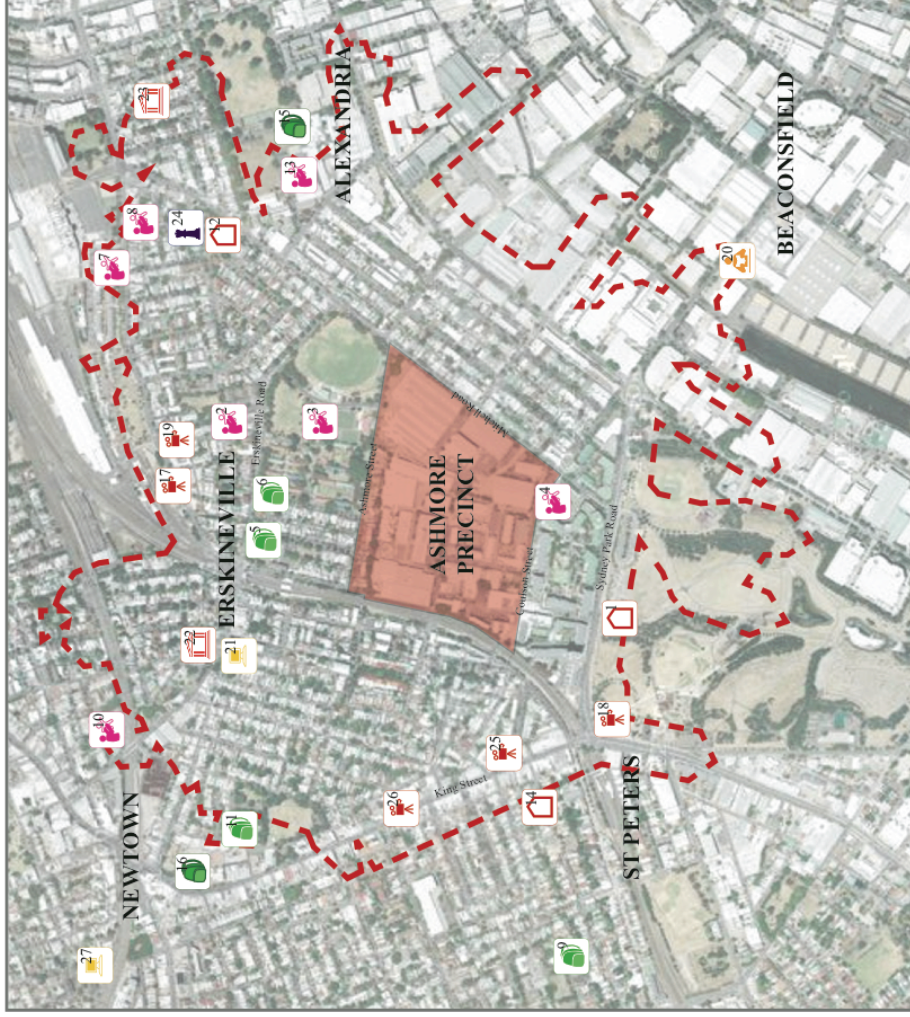 27
10
7
8
23
NEWTOWN
17
19
24
16
22
12
11
21
ERSKINEVILLE
2
5
6
Erskineville Road
15
13
3
ALEXANDRIA
Ashmore Street
26
ASHMORE
PRECINCT
Mitchell Road
King Street
25
Coulson Street
14
4
9
Sydney Park Road
18
1
ST PETERS
20
BEACONSFIELD